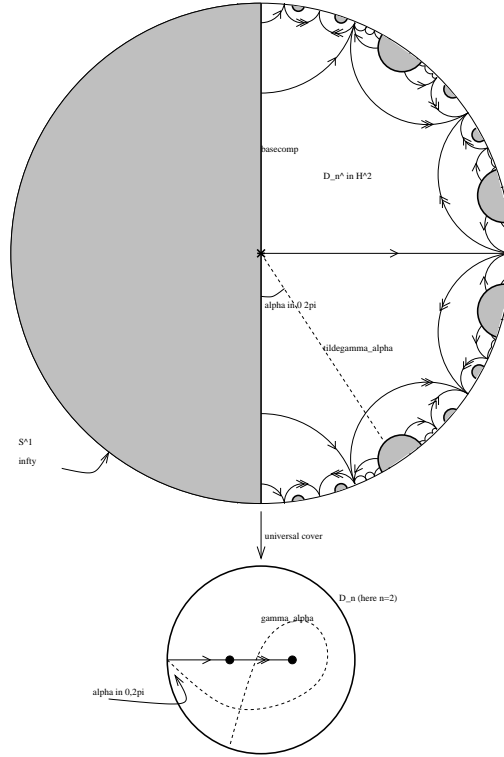 basecomp
D_n^ in H^2
alpha in 0 2pi
tildegamma_alpha
S^1
infty
universal cover
D_n (here n=2)
gamma_alpha
alpha in 0,2pi